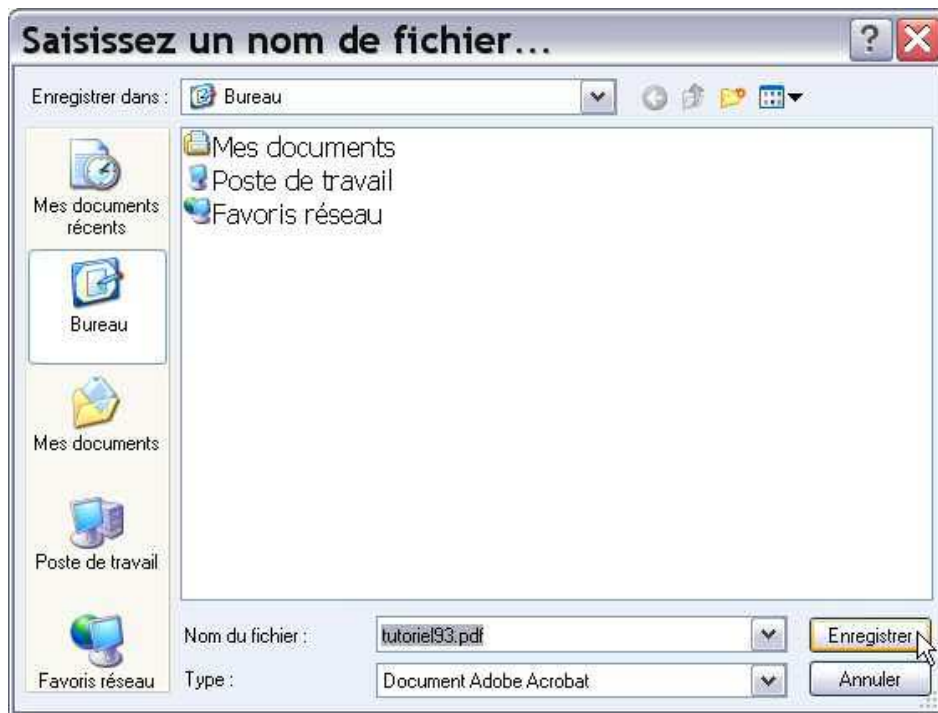 Saisissez un nom de fichier...
?
Enregistrer dans :
Bureau
Mes documents
récents
Bureau
Mes documents
Poste de travail
Favoris réseau
Mes documents
Poste de travail
Favoris réseau
Nom du fichier :
tutoriel93.pdf
Enregistrer
Type :
Document Adobe Acrobat
Annuler